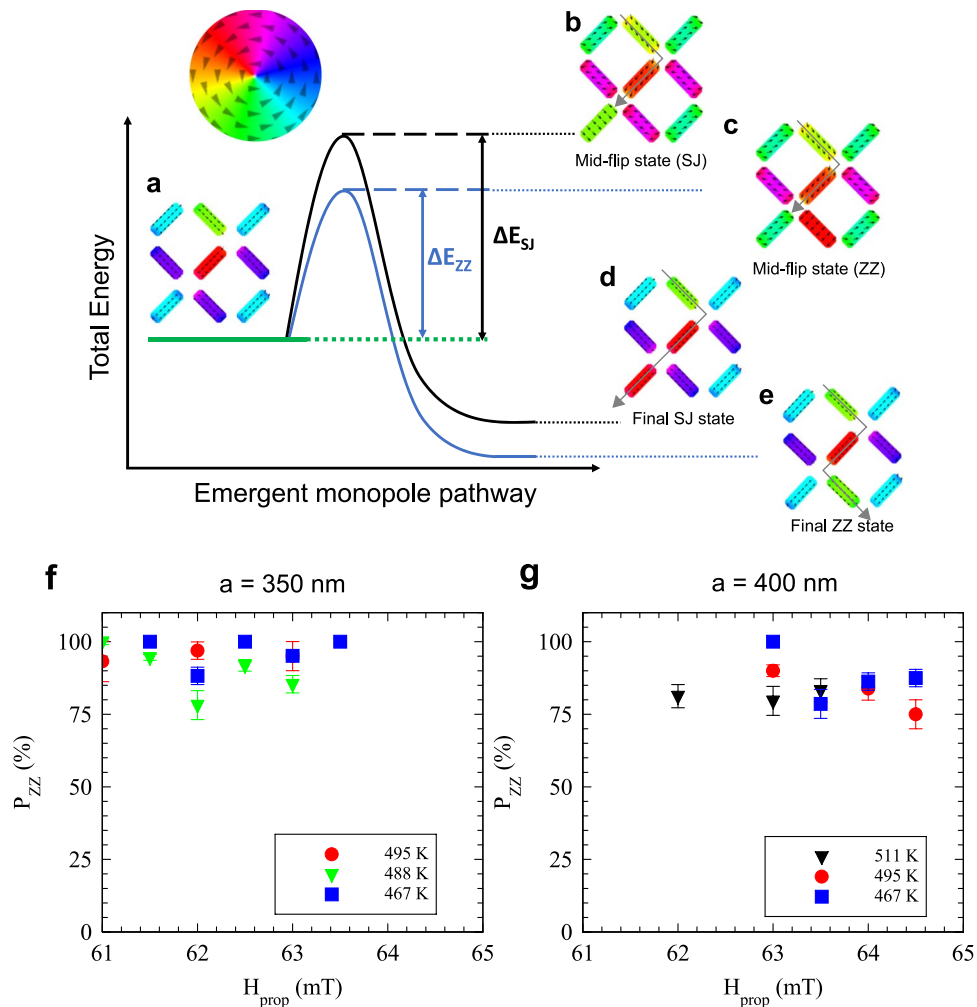 b
Mid-flip state (SJ)
c
Mid-flip state (ZZ)
a
ΔE_ZZ
ΔE_SJ
Total Energy
d
Final SJ state
e
Final ZZ state
Emergent monopole pathway
f
a = 350 nm
100
75
50
25
0
P_ZZ (%)
495 K
488 K
467 K
61
62
63
64
65
H_prop (mT)
g
a = 400 nm
100
75
50
25
0
P_ZZ (%)
511 K
495 K
467 K
61
62
63
64
65
H_prop (mT)